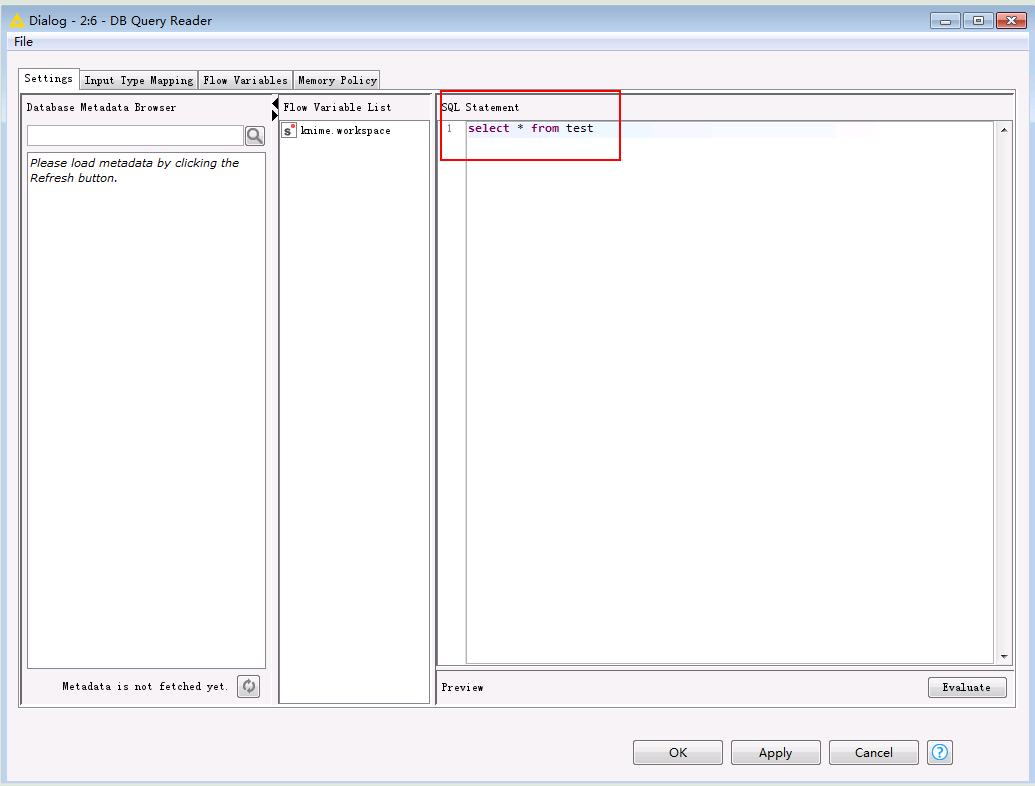 Dialog - 2:6 - DB Query Reader
File
Settings
Input Type Mapping
Flow Variables
Memory Policy
Database Metadata Browser
Please load metadata by clicking the
Refresh button.
Metadata is not fetched yet.
Flow Variable List
s knime.workspace
SQL Statement
1 select * from test
Preview
Evaluate
OK
Apply
Cancel
?